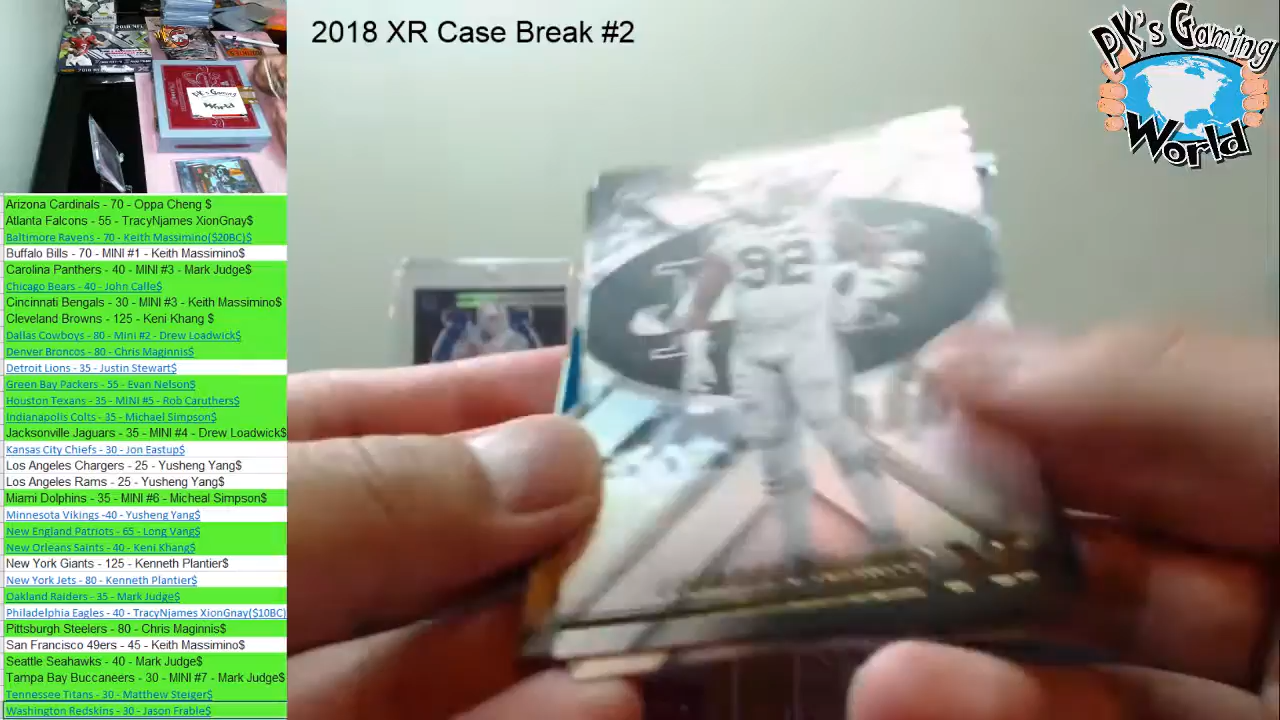 2018 XR Case Break #2
PK's Gaming
World
PK's Gaming
World
92
Arizona Cardinals - 70 - Oppa Cheng $
Atlanta Falcons - 55 - TracyNjames XionGnay$
Baltimore Ravens - 70 - Keith Massimino($20BC)$
Buffalo Bills - 70 - MINI #1 - Keith Massimino$
Carolina Panthers - 40 - MINI #3 - Mark Judge$
Chicago Bears - 40 - John Calle$
Cincinnati Bengals - 30 - MINI #3 - Keith Massimino$
Cleveland Browns - 125 - Keni Khang $
Dallas Cowboys - 80 - Mini #2 - Drew Loadwick$
Denver Broncos - 80 - Chris Maginnis$
Detroit Lions - 35 - Justin Stewart$
Green Bay Packers - 55 - Evan Nelson$
Houston Texans - 35 - MINI #5 - Rob Caruthers$
Indianapolis Colts - 35 - Michael Simpson$
Jacksonville Jaguars - 35 - MINI #4 - Drew Loadwick$
Kansas City Chiefs - 30 - Jon Eastup$
Los Angeles Chargers - 25 - Yusheng Yang$
Los Angeles Rams - 25 - Yusheng Yang$
Miami Dolphins - 35 - MINI #6 - Micheal Simpson$
Minnesota Vikings -40 - Yusheng Yang$
New England Patriots - 65 - Long Vang$
New Orleans Saints - 40 - Keni Khang$
New York Giants - 125 - Kenneth Plantier$
New York Jets - 80 - Kenneth Plantier$
Oakland Raiders - 35 - Mark Judge$
Philadelphia Eagles - 40 - TracyNjames XionGnay($10BC)
Pittsburgh Steelers - 80 - Chris Maginnis$
San Francisco 49ers - 45 - Keith Massimino$
Seattle Seahawks - 40 - Mark Judge$
Tampa Bay Buccaneers - 30 - MINI #7 - Mark Judge$
Tennessee Titans - 30 - Matthew Steiger$
Washington Redskins - 30 - Jason Frable$